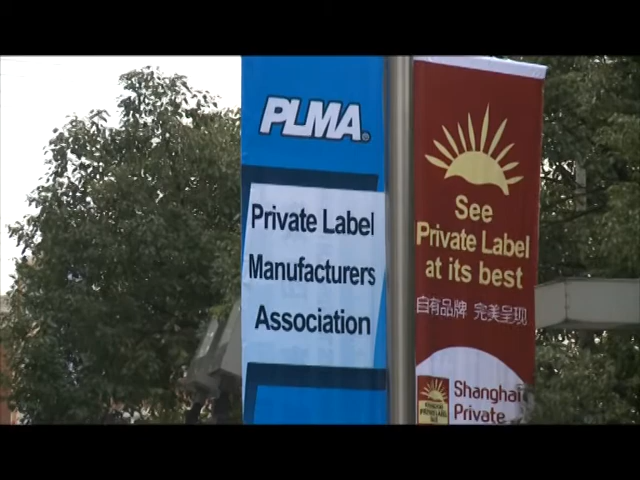 PLMA®
Private Label
Manufacturers
Association
See
Private Label
at its best
自有品牌 完美呈现
Shanghai
Private